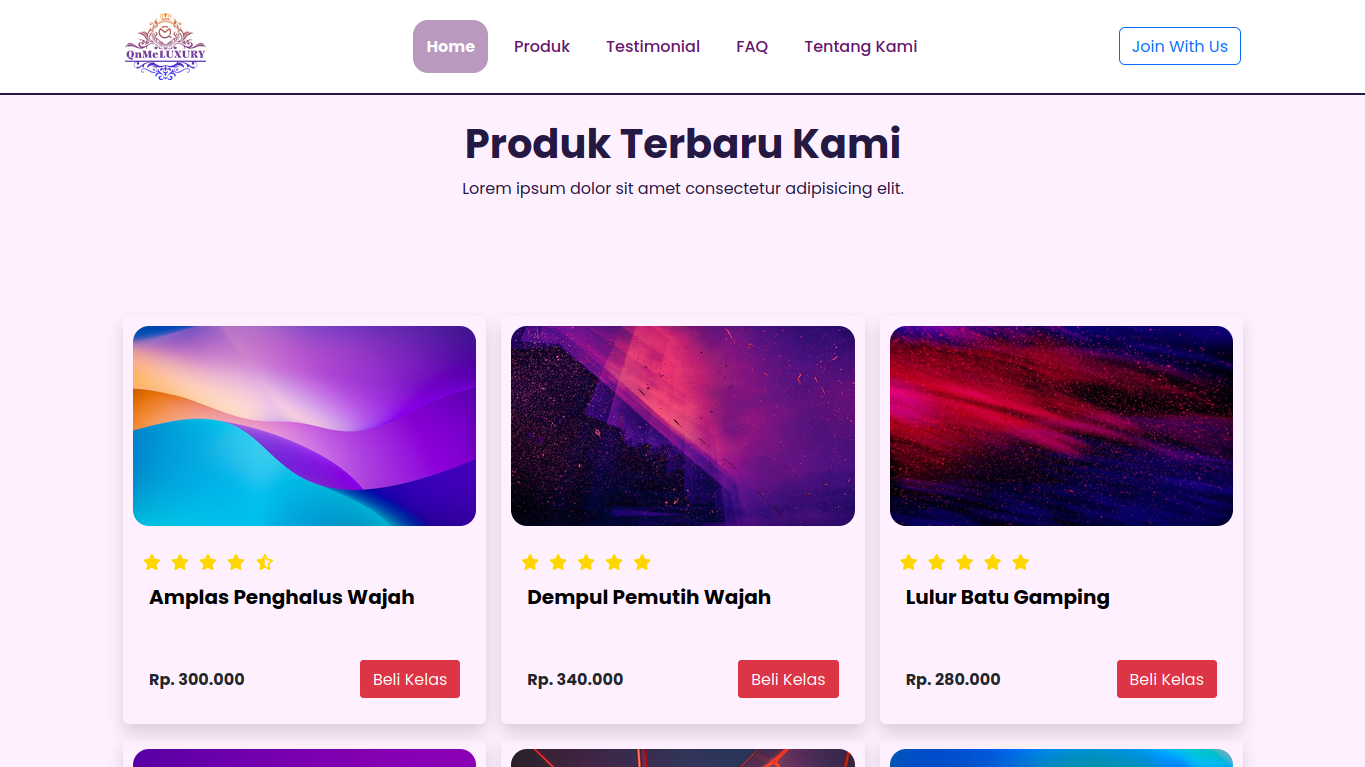 QnMeLUXURY
Home Produk Testimonial FAQ Tentang Kami Join With Us
Produk Terbaru Kami
Lorem ipsum dolor sit amet consectetur adipisicing elit.
Amplas Penghalus Wajah
Rp. 300.000 Beli Kelas
Dempul Pemutih Wajah
Rp. 340.000 Beli Kelas
Lulur Batu Gamping
Rp. 280.000 Beli Kelas